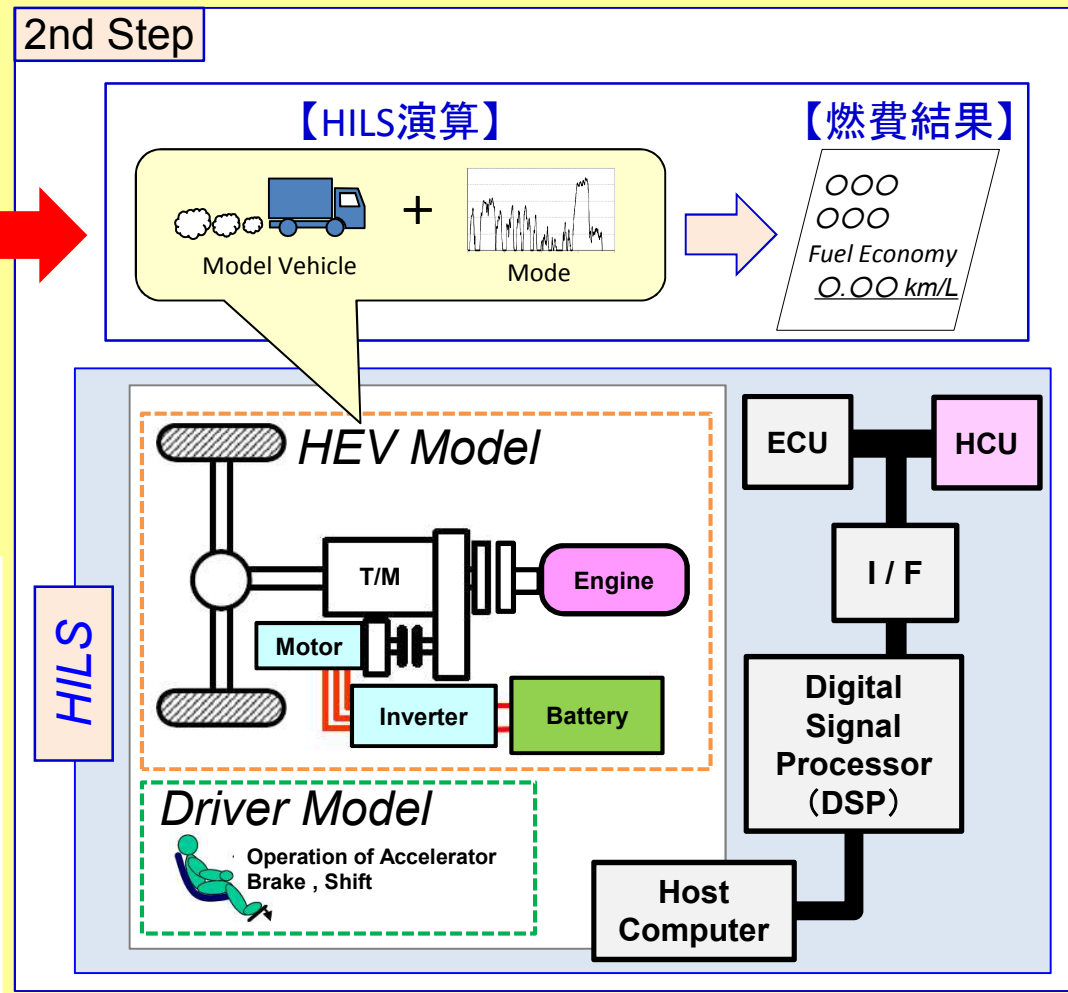 2nd Step
【HILS演算】
【燃費結果】
Model Vehicle
+
Mode
○○○
○○○
Fuel Economy
○.○○ km/L
HILS
HEV Model
T/M
Engine
Motor
Inverter
Battery
Driver Model
Operation of Accelerator
Brake , Shift
ECU
HCU
I / F
Digital
Signal
Processor
（DSP）
Host
Computer